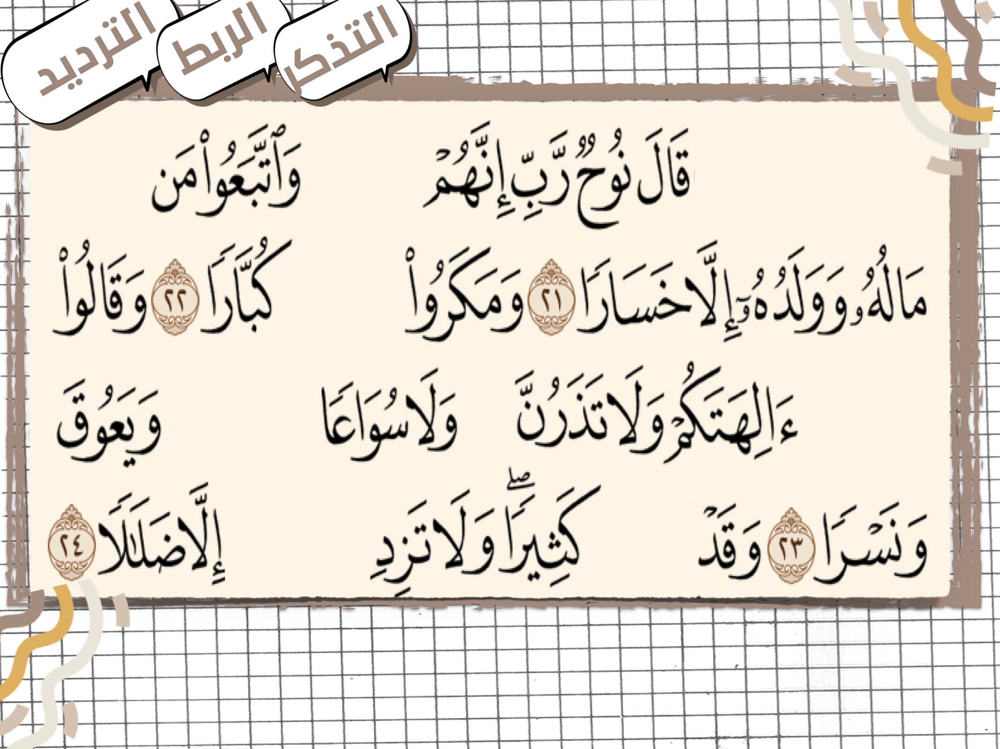 التذكر
الربط
الترديد
قَالَ نُوحٌ رَّبِّ إِنَّهُمْ وَٱتَّبَعُوا۟ مَن
مَالُهُۥ وَوَلَدُهُۥٓ إِلَّا خَسَارًا ٢١ وَمَكَرُوا۟ كُبَّارًا ٢٢ وَقَالُوا۟
ءَالِهَتَكُمْ وَلَا تَذَرُنَّ وَلَا سُوَاعًا وَيَعُوقَ
وَنَسْرًا ٢٣ وَقَدْ كَثِيرًا ۖ وَلَا تَزِدِ إِلَّا ضَلَٰلًا ٢٤